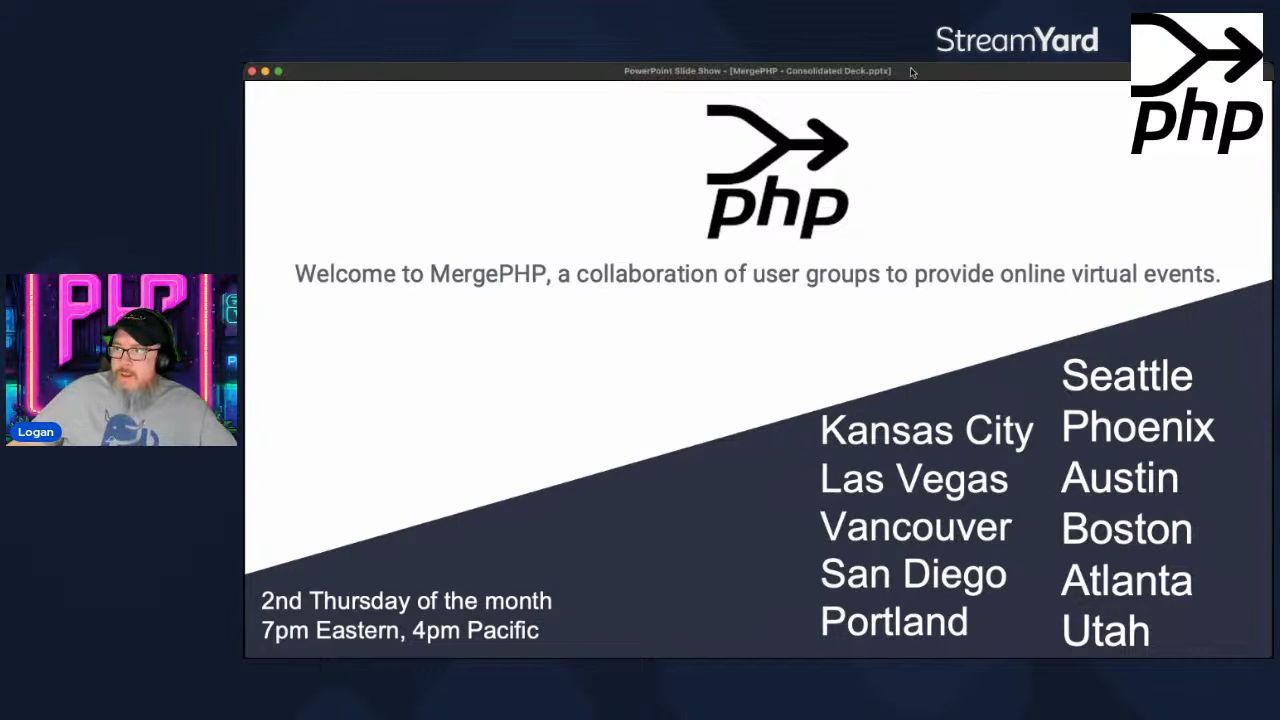 StreamYard
PowerPoint Slide Show - [MergePHP - Consolidated Deck.pptx]
php
php
Welcome to MergePHP, a collaboration of user groups to provide online virtual events.
PHP
Logan
Kansas City
Las Vegas
Vancouver
San Diego
Portland
Seattle
Phoenix
Austin
Boston
Atlanta
Utah
2nd Thursday of the month
7pm Eastern, 4pm Pacific